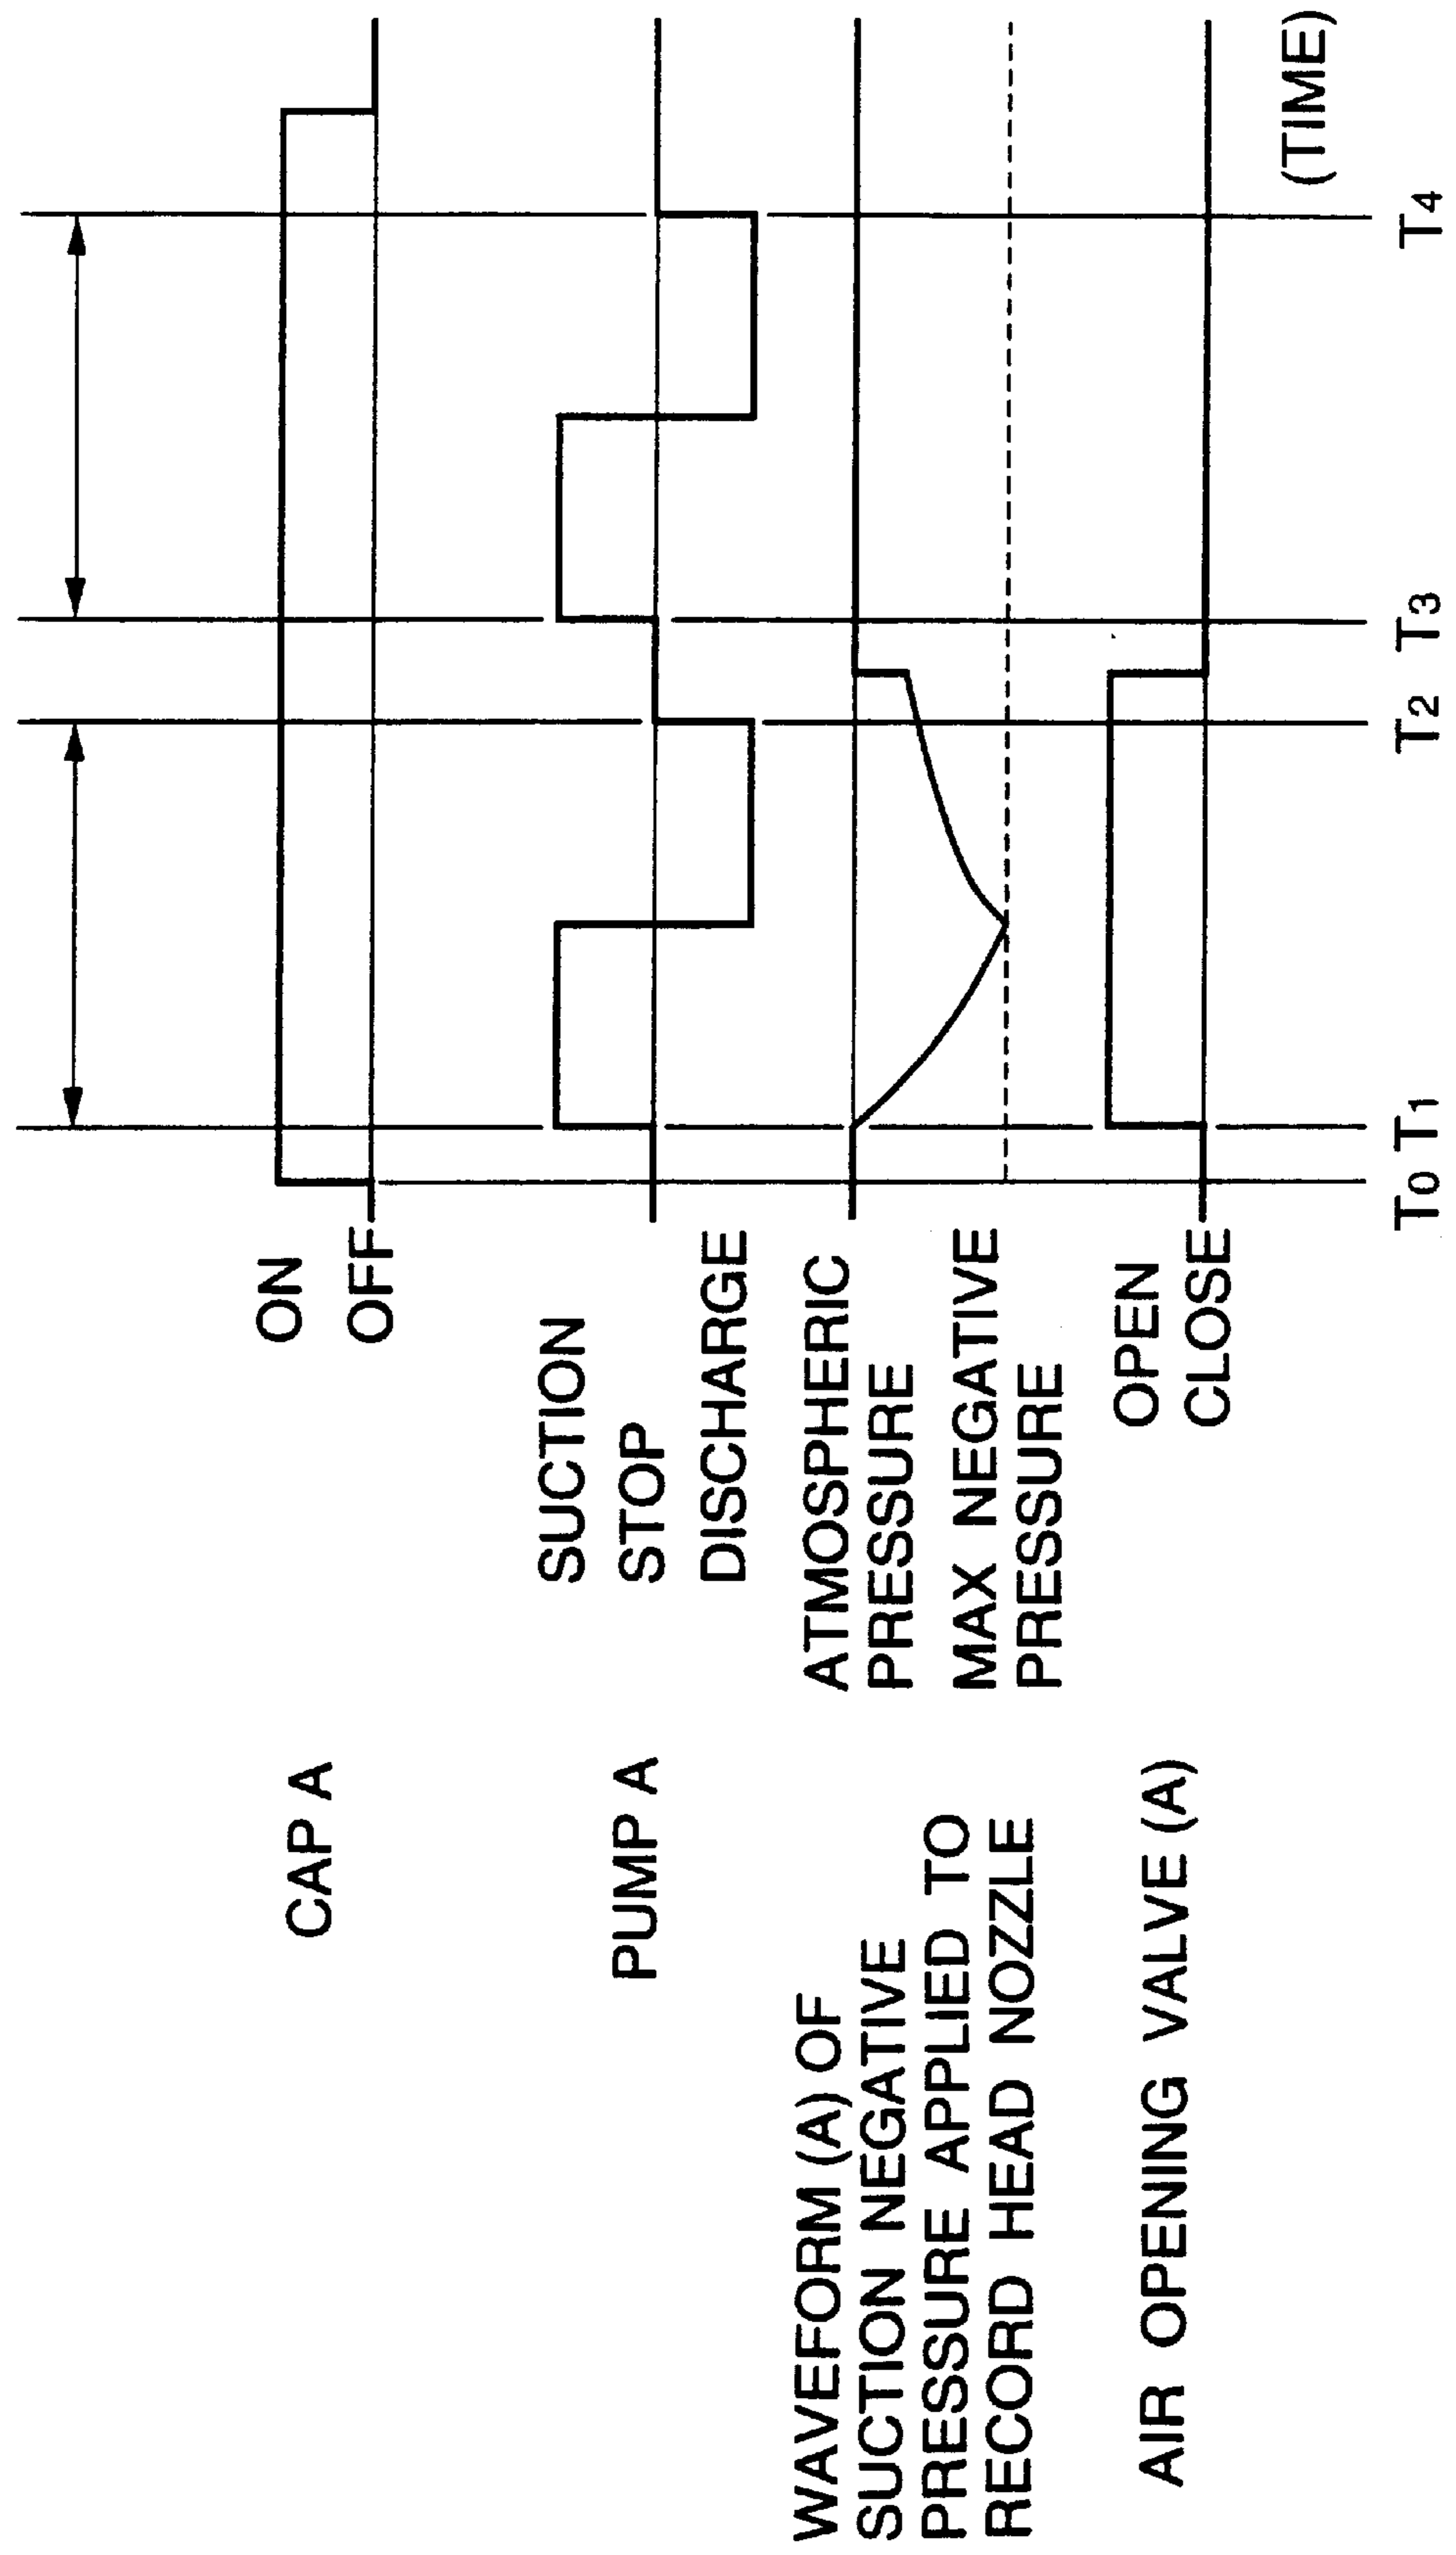 CAP A
ON
OFF
PUMP A
SUCTION
STOP
DISCHARGE
WAVEFORM (A) OF
SUCTION NEGATIVE
PRESSURE APPLIED TO
RECORD HEAD NOZZLE
ATMOSPHERIC
PRESSURE
MAX NEGATIVE
PRESSURE
AIR OPENING VALVE (A)
OPEN
CLOSE
(TIME)
T0 T1 T2 T3 T4